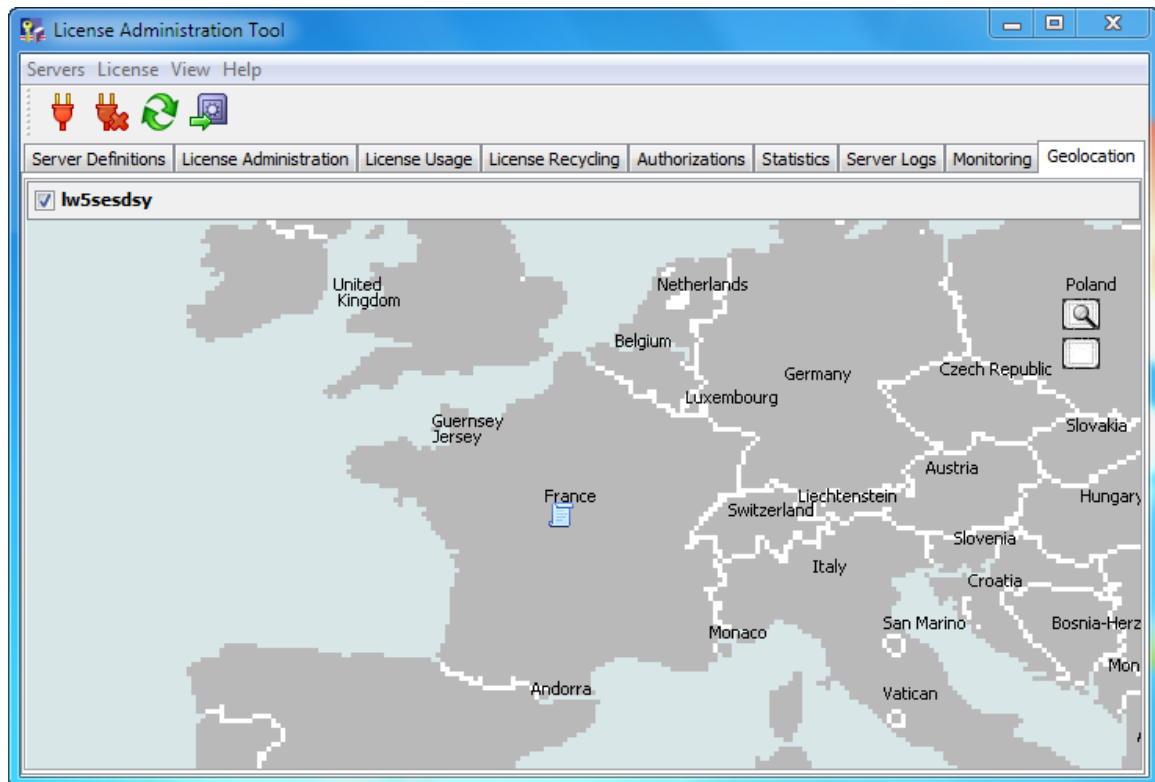 License Administration Tool
Servers License View Help
Server Definitions License Administration License Usage License Recycling Authorizations Statistics Server Logs Monitoring Geolocation
lw5sesdsy
United
Kingdom
Netherlands
Poland
Belgium
Germany
Czech Republic
Luxembourg
Guernsey
Jersey
Slovakia
Austria
France
Liechtenstein
Hungary
Switzerland
Slovenia
Italy
Croatia
San Marino
Bosnia-Herz
Monaco
Mon
Andorra
Vatican